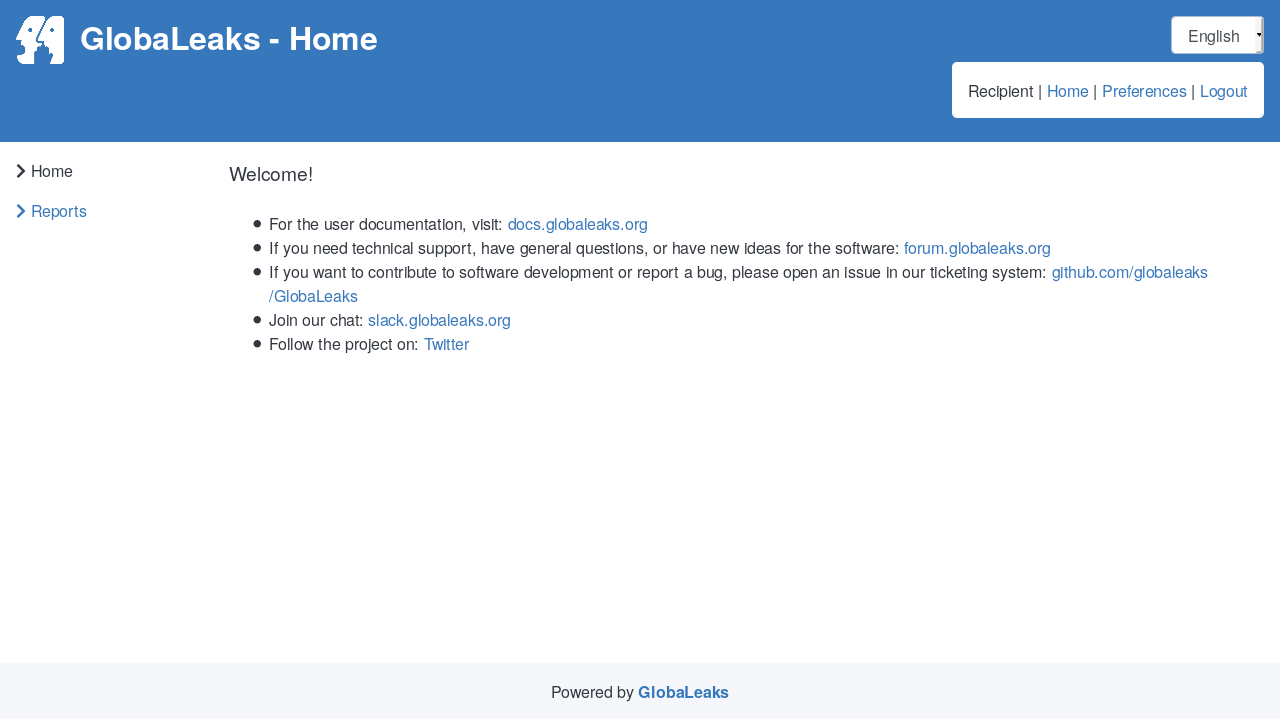 GlobaLeaks - Home
English
Recipient | Home | Preferences | Logout
Home
Reports
Welcome!
For the user documentation, visit: docs.globaleaks.org
If you need technical support, have general questions, or have new ideas for the software: forum.globaleaks.org
If you want to contribute to software development or report a bug, please open an issue in our ticketing system: github.com/globaleaks
/GlobaLeaks
Join our chat: slack.globaleaks.org
Follow the project on: Twitter
Powered by GlobaLeaks